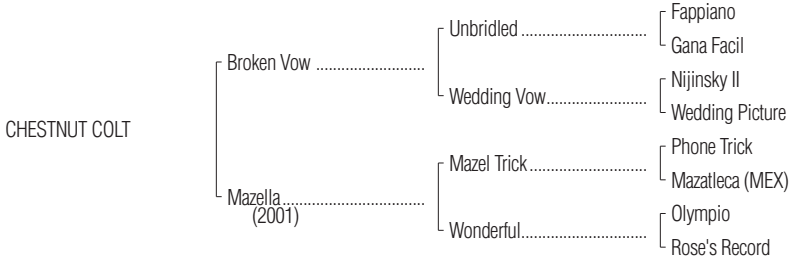 Fappiano
Unbridled
Gana Facil
Broken Vow
Nijinsky II
Wedding Vow
Wedding Picture
CHESTNUT COLT
Phone Trick
Mazel Trick
Mazatleca (MEX)
Mazella
(2001)
Olympio
Wonderful
Rose's Record